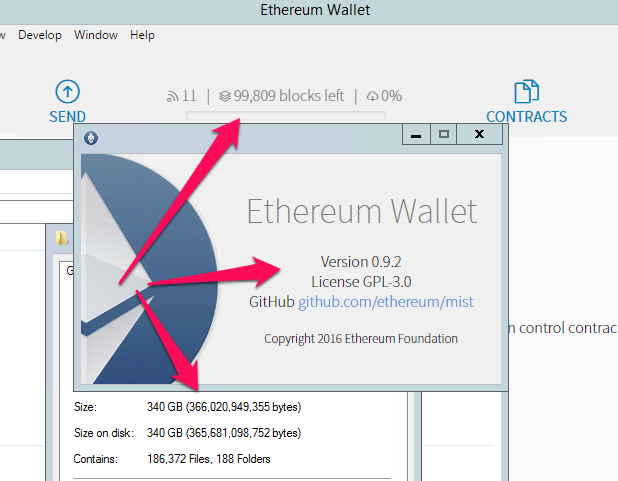 Ethereum Wallet
Develop Window Help
11 | 99,809 blocks left | 0%
SEND
CONTRACTS
Ethereum Wallet
Version 0.9.2
License GPL-3.0
GitHub github.com/ethereum/mist
n control contrac
Copyright 2016 Ethereum Foundation
Size: 340 GB (366,020,949,355 bytes)
Size on disk: 340 GB (365,681,098,752 bytes)
Contains: 186,372 Files, 188 Folders